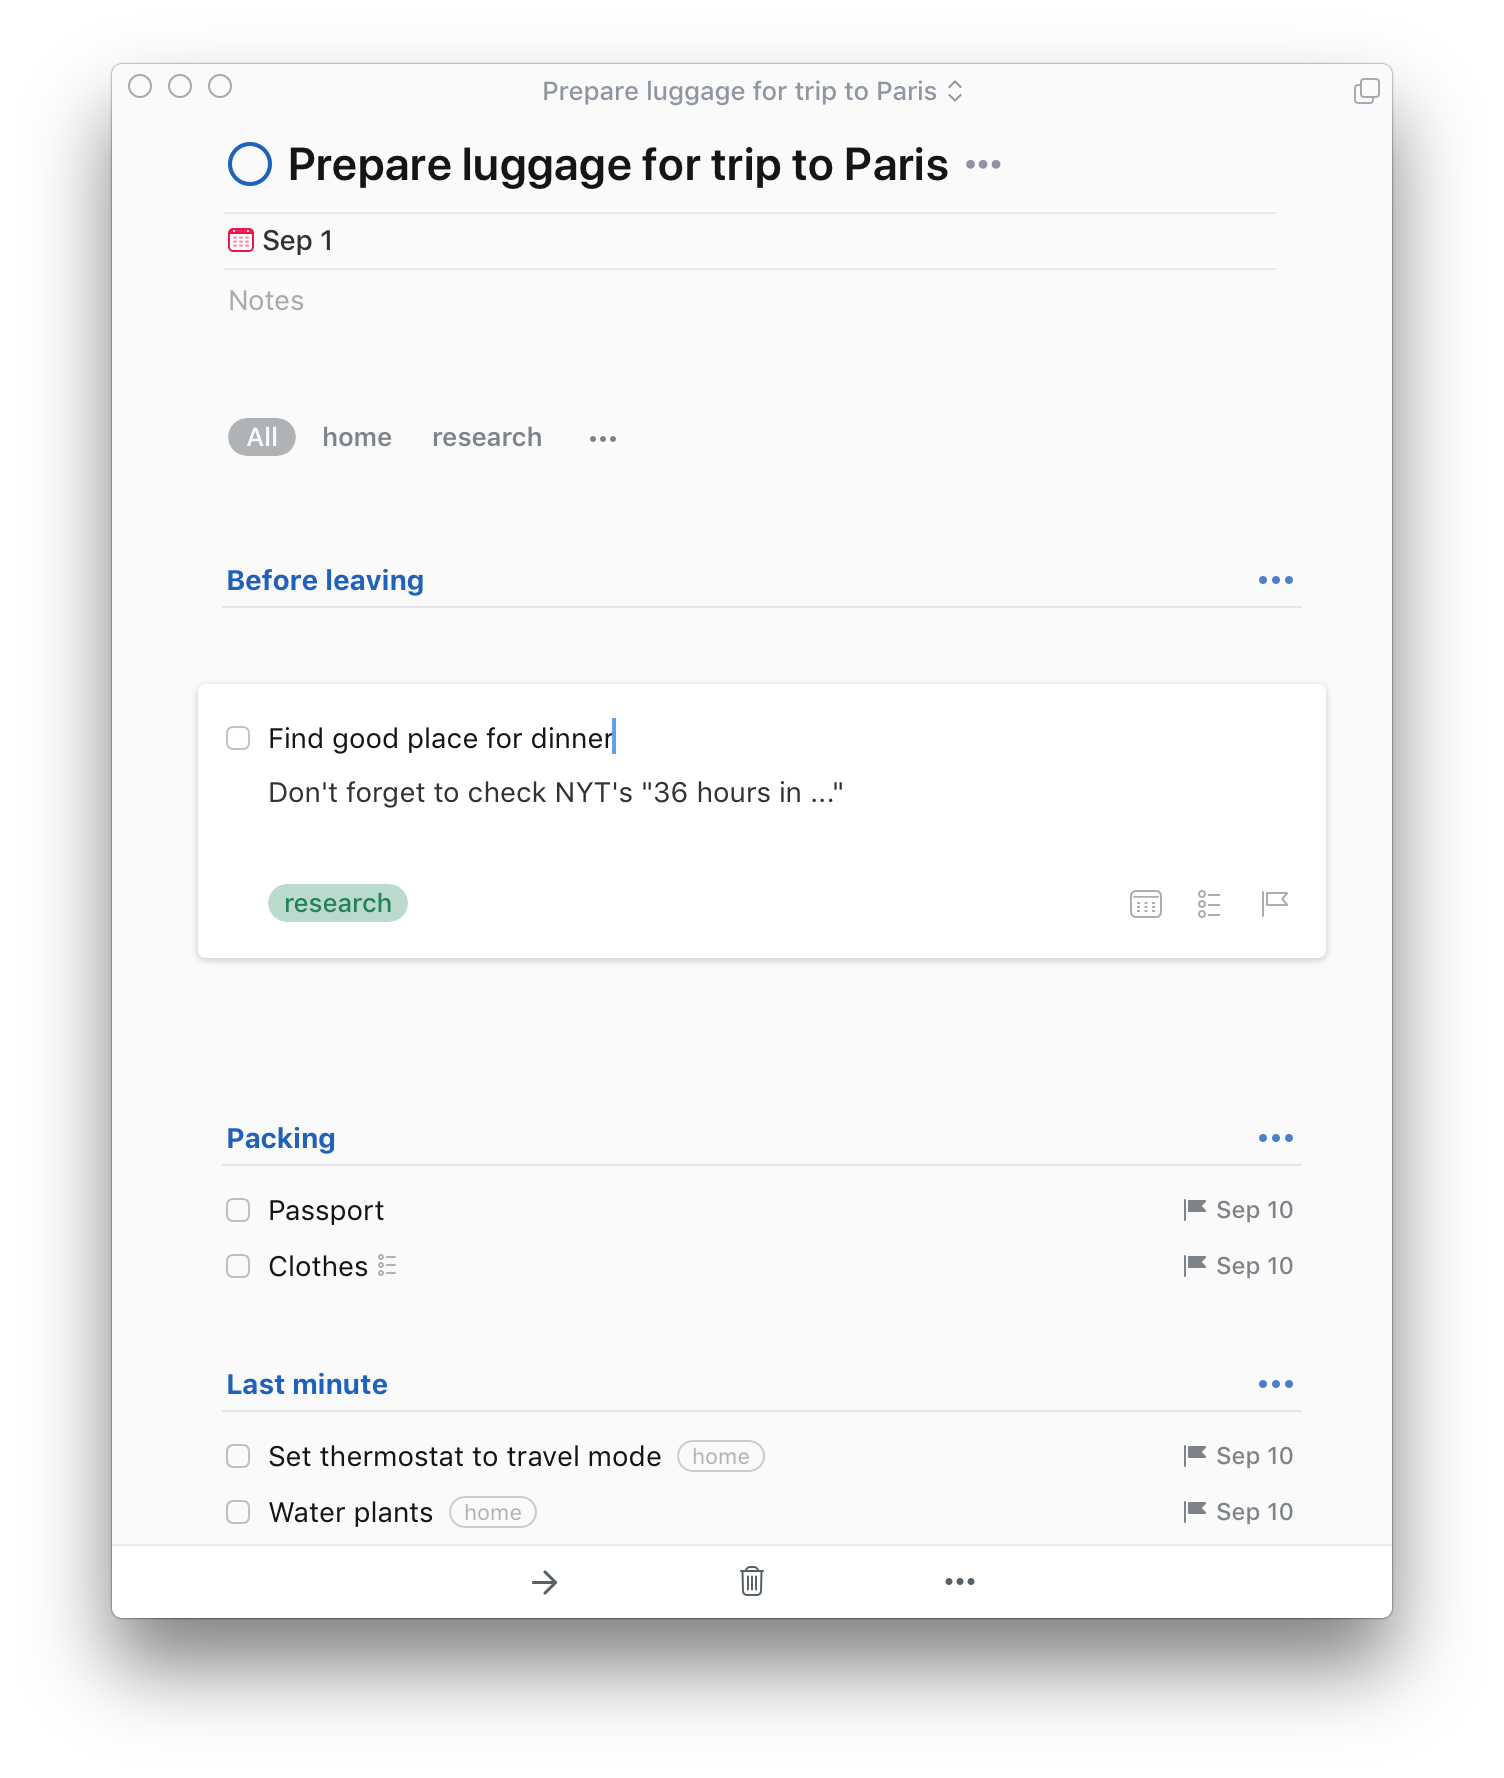 Prepare luggage for trip to Paris
Prepare luggage for trip to Paris •••
Sep 1
Notes
All home research •••
Before leaving •••
Find good place for dinner
Don't forget to check NYT's "36 hours in ..."
research
Packing •••
Passport Sep 10
Clothes Sep 10
Last minute •••
Set thermostat to travel mode home Sep 10
Water plants home Sep 10
•••